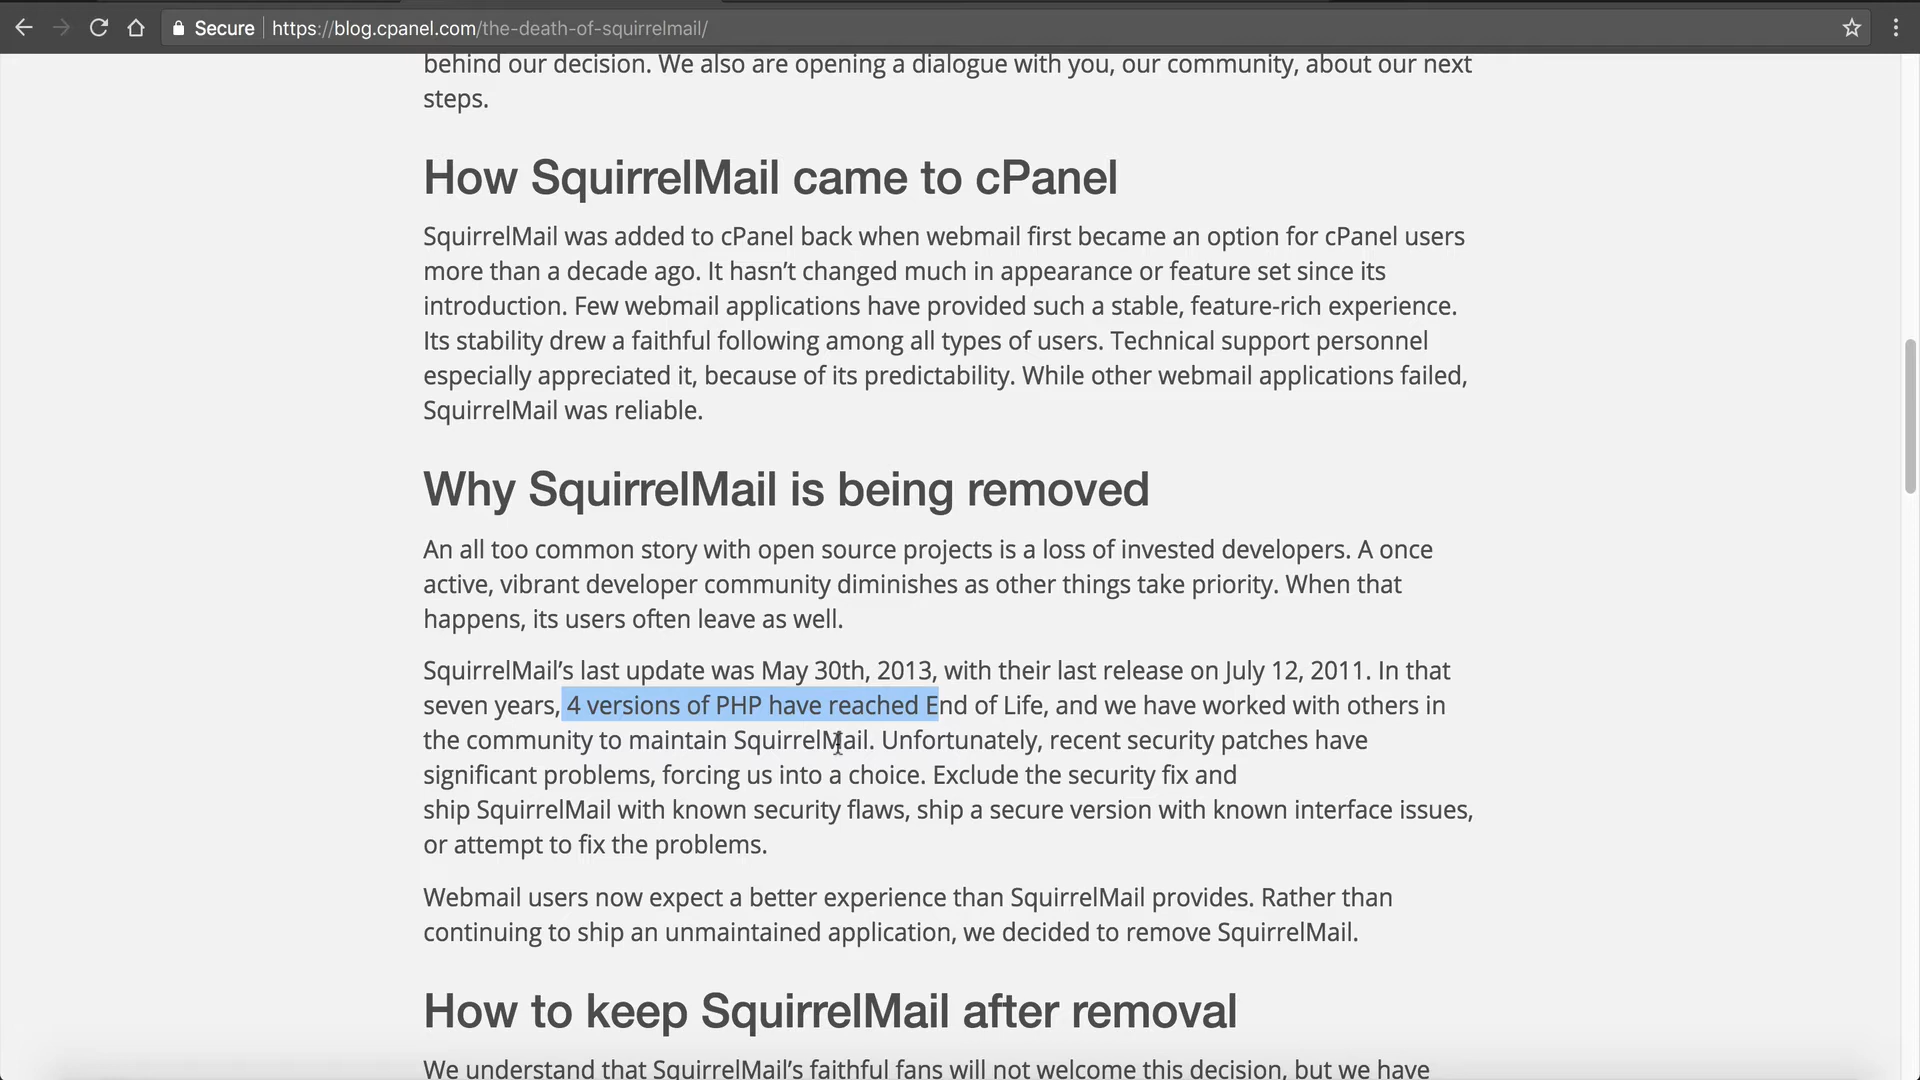 Secure
https://blog.cpanel.com/the-death-of-squirrelmail/
behind our decision. We also are opening a dialogue with you, our community, about our next
steps.
How SquirrelMail came to cPanel
SquirrelMail was added to cPanel back when webmail first became an option for cPanel users
more than a decade ago. It hasn’t changed much in appearance or feature set since its
introduction. Few webmail applications have provided such a stable, feature-rich experience.
Its stability drew a faithful following among all types of users. Technical support personnel
especially appreciated it, because of its predictability. While other webmail applications failed,
SquirrelMail was reliable.
Why SquirrelMail is being removed
An all too common story with open source projects is a loss of invested developers. A once
active, vibrant developer community diminishes as other things take priority. When that
happens, its users often leave as well.
SquirrelMail’s last update was May 30th, 2013, with their last release on July 12, 2011. In that
seven years, 4 versions of PHP have reached End of Life, and we have worked with others in
the community to maintain SquirrelMail. Unfortunately, recent security patches have
significant problems, forcing us into a choice. Exclude the security fix and
ship SquirrelMail with known security flaws, ship a secure version with known interface issues,
or attempt to fix the problems.
Webmail users now expect a better experience than SquirrelMail provides. Rather than
continuing to ship an unmaintained application, we decided to remove SquirrelMail.
How to keep SquirrelMail after removal
We understand that SquirrelMail’s faithful fans will not welcome this decision, but we have